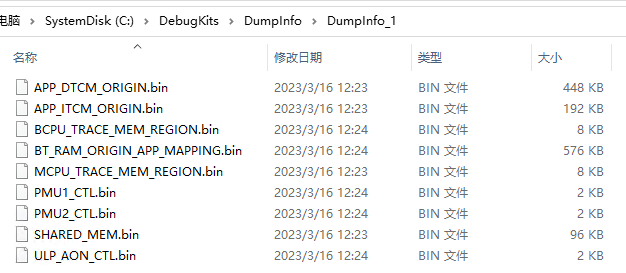 电脑 > SystemDisk (C:) > DebugKits > DumpInfo > DumpInfo_1
名称 修改日期 类型 大小
APP_DTCM_ORIGIN.bin 2023/3/16 12:23 BIN 文件 448 KB
APP_ITCM_ORIGIN.bin 2023/3/16 12:23 BIN 文件 192 KB
BCPU_TRACE_MEM_REGION.bin 2023/3/16 12:24 BIN 文件 8 KB
BT_RAM_ORIGIN_APP_MAPPING.bin 2023/3/16 12:24 BIN 文件 576 KB
MCPU_TRACE_MEM_REGION.bin 2023/3/16 12:23 BIN 文件 8 KB
PMU1_CTL.bin 2023/3/16 12:24 BIN 文件 2 KB
PMU2_CTL.bin 2023/3/16 12:24 BIN 文件 2 KB
SHARED_MEM.bin 2023/3/16 12:23 BIN 文件 96 KB
ULP_AON_CTL.bin 2023/3/16 12:24 BIN 文件 2 KB